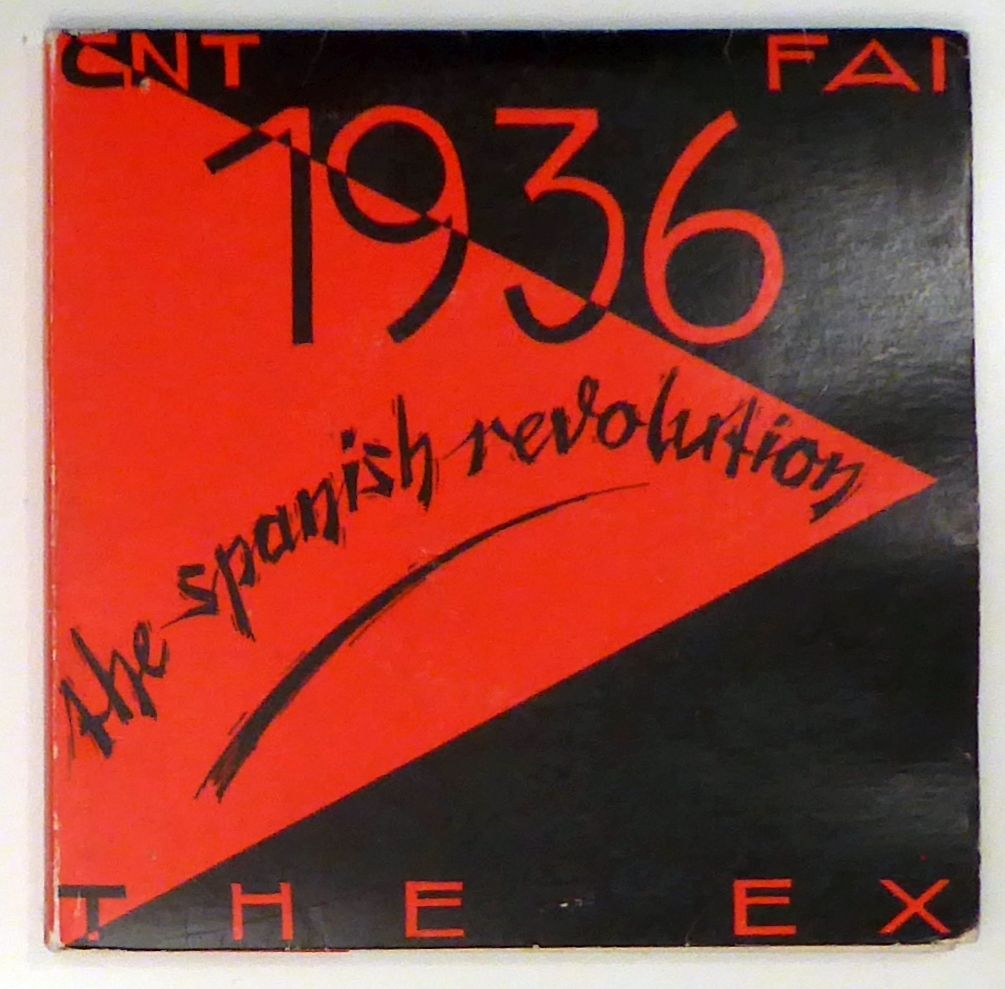 CNT FAI
1936
the spanish revolution
THE EX